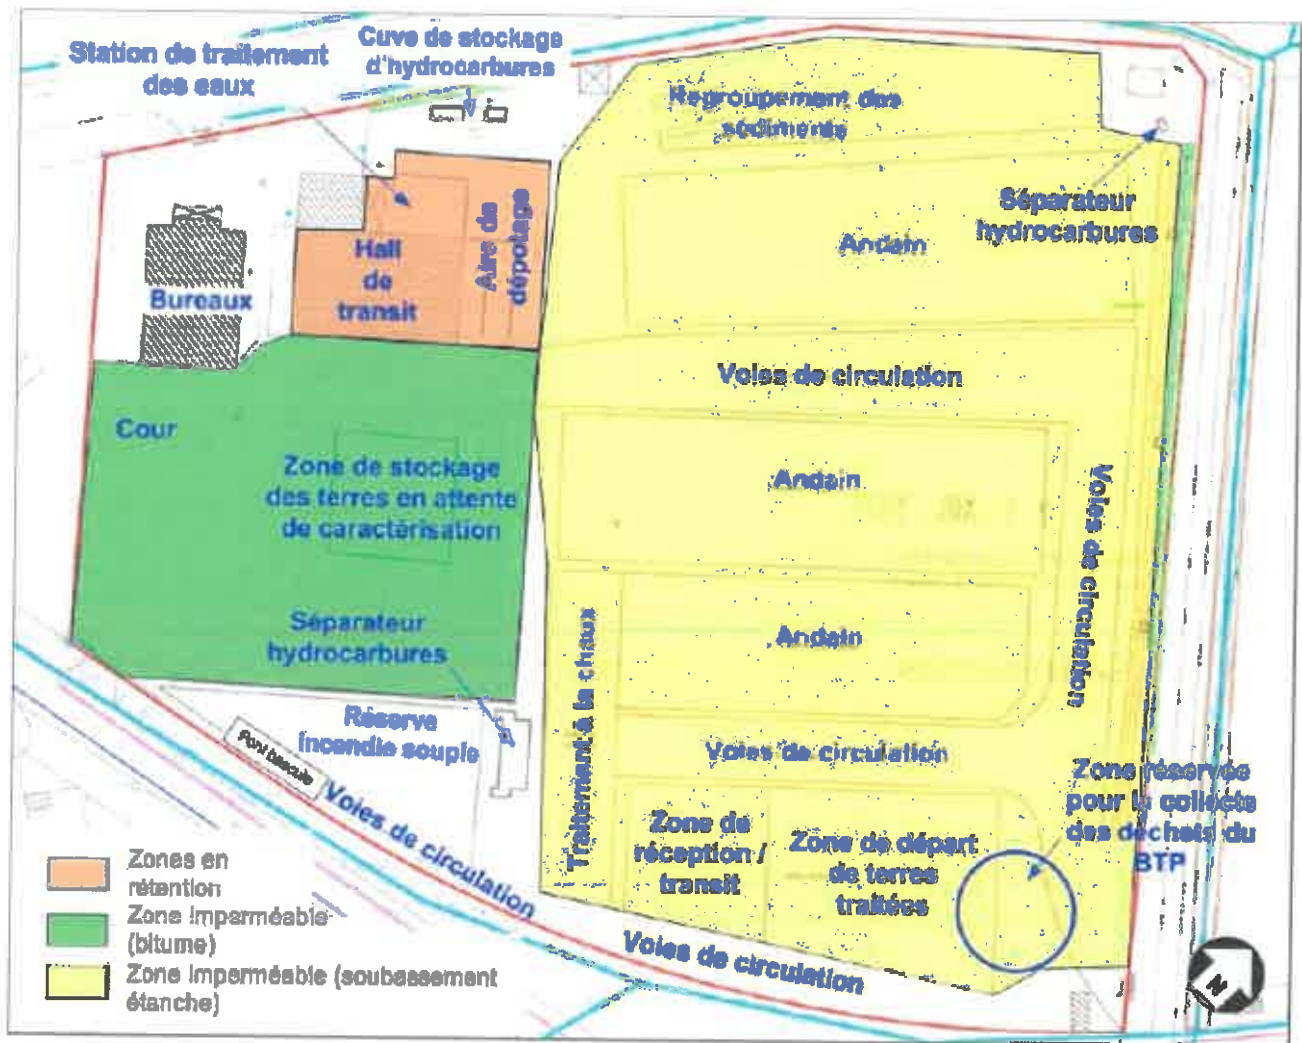 Station de traitement
des eaux
Cuve de stockage
d'hydrocarbures
Regroupement des
sédiments
Séparateur
hydrocarbures
Andain
Hall
de
transit
Aire de
dépotage
Bureaux
Voies de circulation
Cour
Zone de stockage
des terres en attente
de caractérisation
Andain
Voies de circulation
Séparateur
hydrocarbures
Andain
Traitement à la chaux
Réserve
incendie souple
Pont bascule
Voies de circulation
Voies de circulation
Zone réservée
pour la collecte
des déchets du
BTP
Zone de
réception /
transit
Zone de départ
de terres
traitées
Voies de circulation
Zones en
rétention
Zone Imperméable
(bitume)
Zone Imperméable (soubassement
étanche)
N